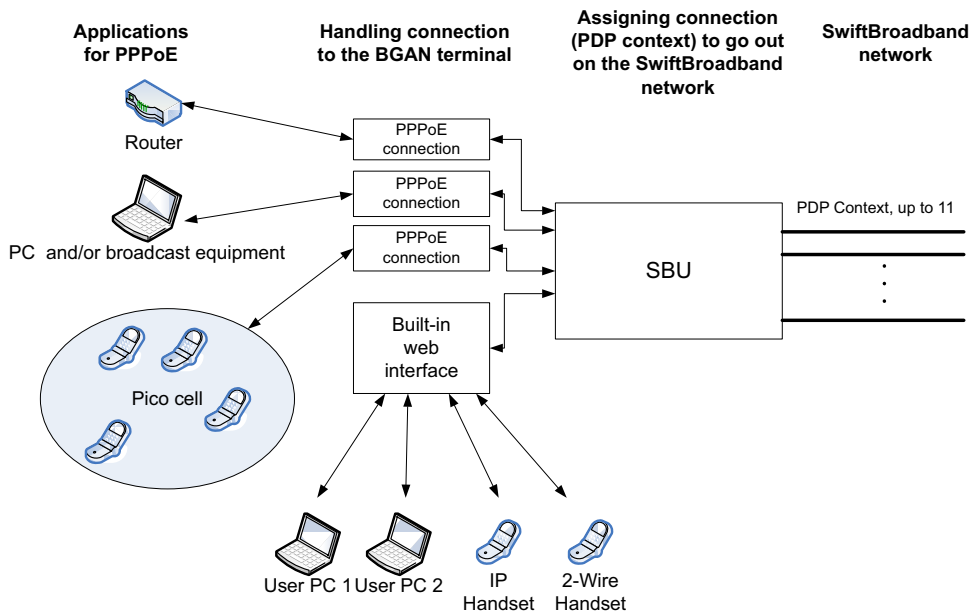 Applications
for PPPoE
Handling connection
to the BGAN terminal
Assigning connection
(PDP context) to go out
on the SwiftBroadband
network
SwiftBroadband
network
Router
PPPoE
connection
PC and/or broadcast equipment
PPPoE
connection
PPPoE
connection
SBU
PDP Context, up to 11
Pico cell
Built-in
web
interface
User PC 1
User PC 2
IP
Handset
2-Wire
Handset